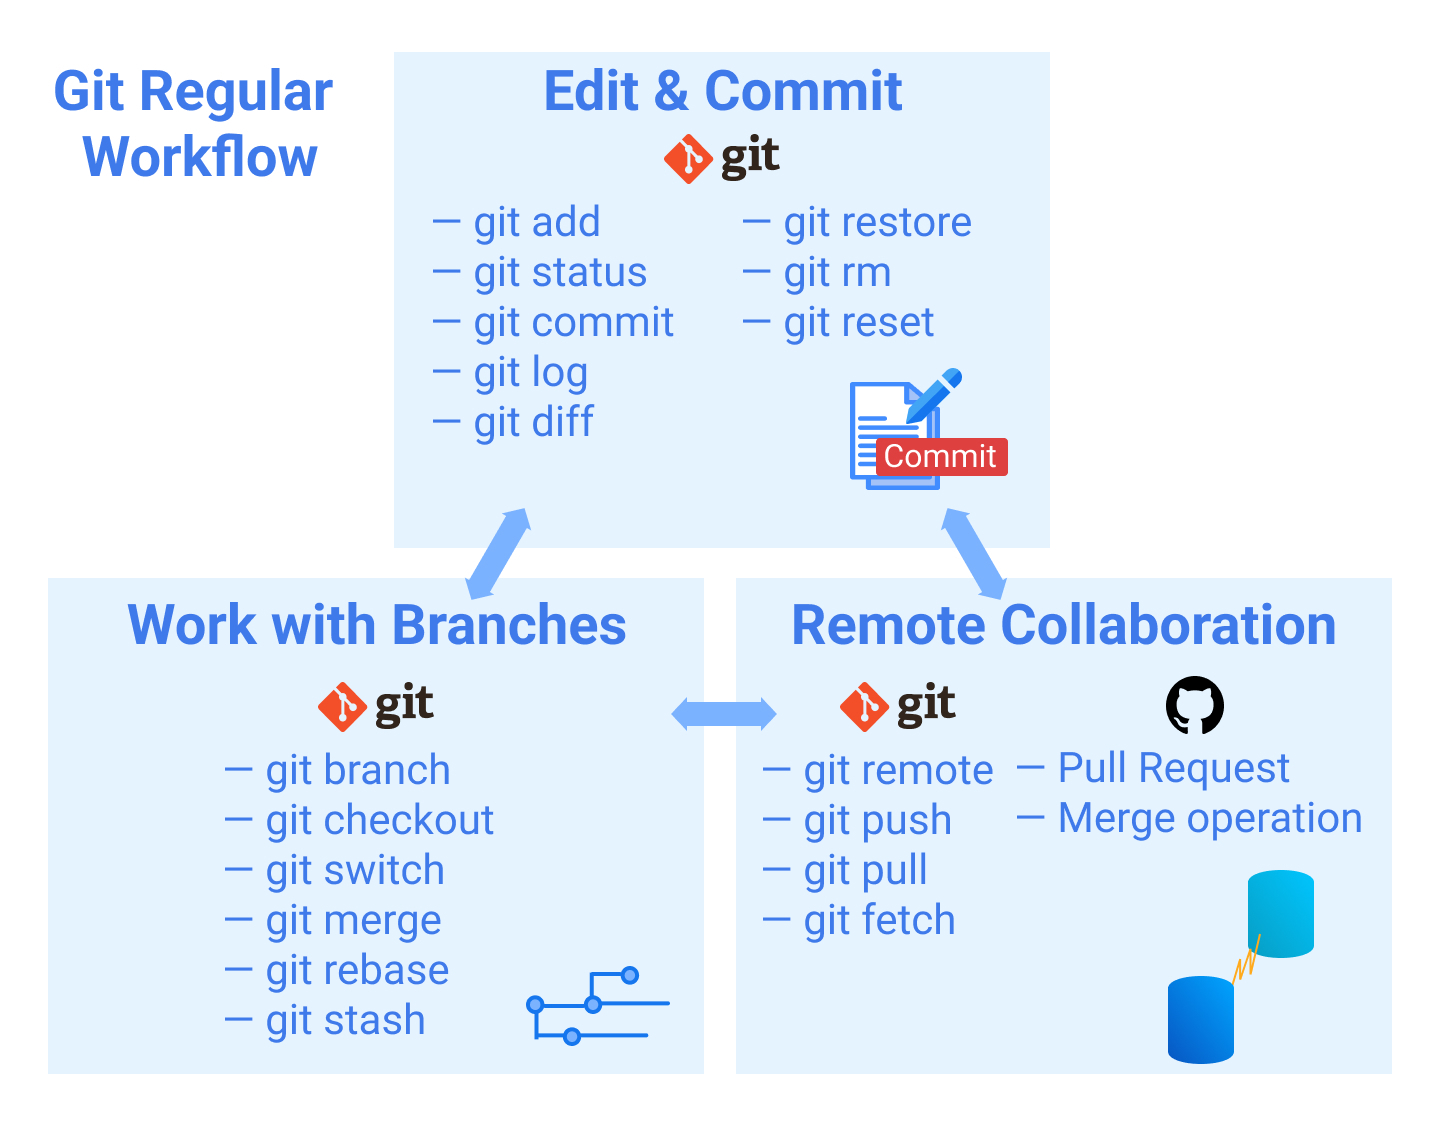 Git Regular
Workflow
Edit & Commit
git
— git add
— git status
— git commit
— git log
— git diff
— git restore
— git rm
— git reset
Commit
Work with Branches
git
— git branch
— git checkout
— git switch
— git merge
— git rebase
— git stash
Remote Collaboration
git
— git remote
— git push
— git pull
— git fetch
— Pull Request
— Merge operation